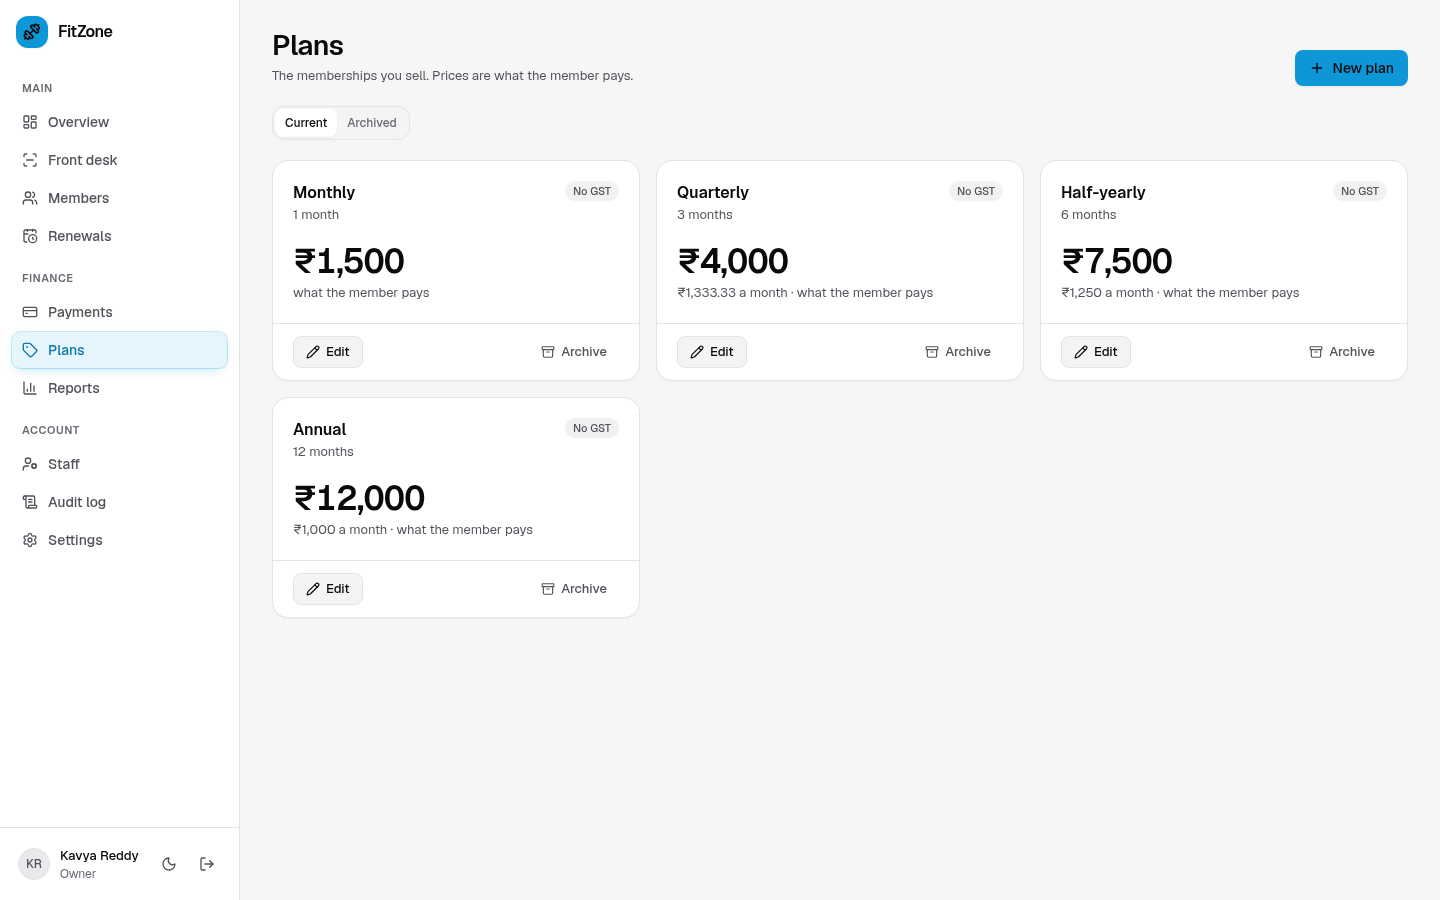 FitZone
MAIN
Overview
Front desk
Members
Renewals
FINANCE
Payments
Plans
Reports
ACCOUNT
Staff
Audit log
Settings
KR
Kavya Reddy
Owner
Plans
The memberships you sell. Prices are what the member pays.
New plan
Current Archived
Monthly No GST
1 month
₹1,500
what the member pays
Edit Archive
Quarterly No GST
3 months
₹4,000
₹1,333.33 a month · what the member pays
Edit Archive
Half-yearly No GST
6 months
₹7,500
₹1,250 a month · what the member pays
Edit Archive
Annual No GST
12 months
₹12,000
₹1,000 a month · what the member pays
Edit Archive